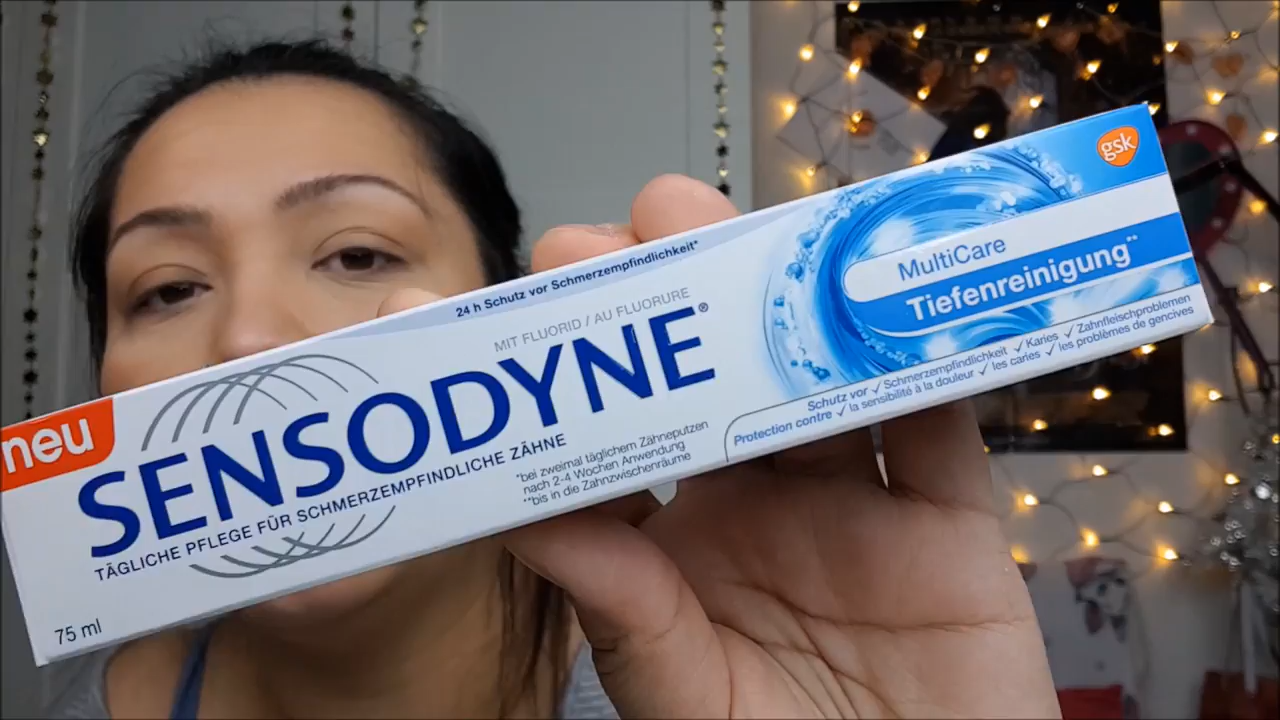 neu
24 h Schutz vor Schmerzempfindlichkeit*
MIT FLUORID / AU FLUORURE
SENSODYNE®
TÄGLICHE PFLEGE FÜR SCHMERZEMPFINDLICHE ZÄHNE
*bei zweimal täglichem Zähneputzen
nach 2-4 Wochen Anwendung
**bis in die Zahnzwischenräume
75 ml
gsk
MultiCare
Tiefenreinigung**
Schutz vor ✓ Schmerzempfindlichkeit ✓ Karies ✓ Zahnfleischproblemen
Protection contre ✓ la sensibilité à la douleur ✓ les caries ✓ les problèmes de gencives